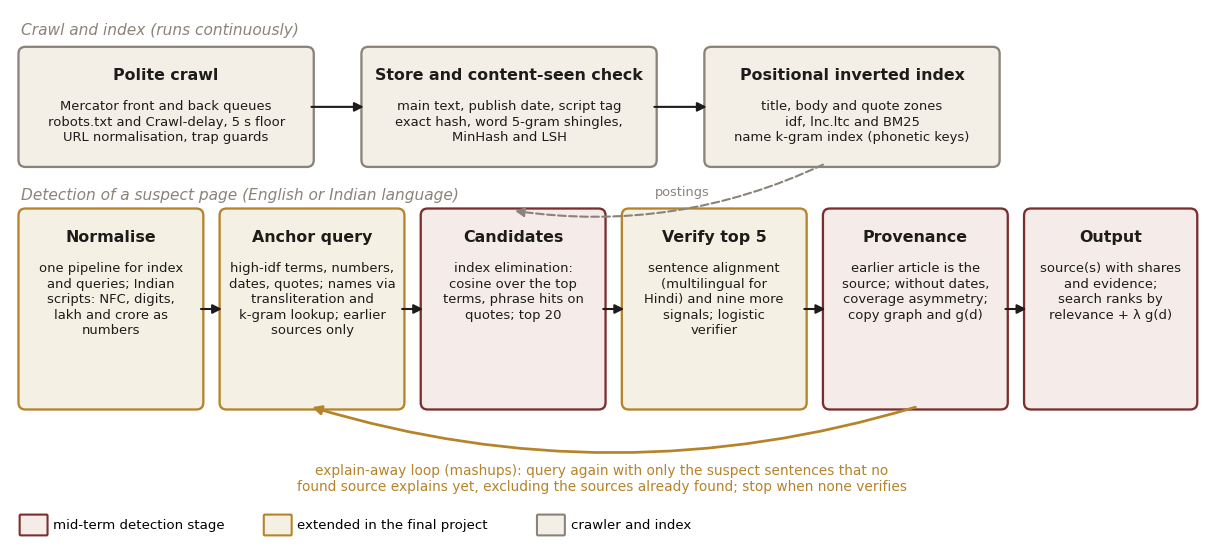 Crawl and index (runs continuously)
Polite crawl
Mercator front and back queues
robots.txt and Crawl-delay, 5 s floor
URL normalisation, trap guards
Store and content-seen check
main text, publish date, script tag
exact hash, word 5-gram shingles,
MinHash and LSH
Positional inverted index
title, body and quote zones
idf, lnc.ltc and BM25
name k-gram index (phonetic keys)
Detection of a suspect page (English or Indian language)
postings
Normalise
one pipeline for index
and queries; Indian
scripts: NFC, digits,
lakh and crore as
numbers
Anchor query
high-idf terms, numbers,
dates, quotes; names via
transliteration and
k-gram lookup; earlier
sources only
Candidates
index elimination:
cosine over the top
terms, phrase hits on
quotes; top 20
Verify top 5
sentence alignment
(multilingual for
Hindi) and nine more
signals; logistic
verifier
Provenance
earlier article is the
source; without dates,
coverage asymmetry;
copy graph and g(d)
Output
source(s) with shares
and evidence;
search ranks by
relevance + λ g(d)
explain-away loop (mashups): query again with only the suspect sentences that no
found source explains yet, excluding the sources already found; stop when none verifies
mid-term detection stage
extended in the final project
crawler and index